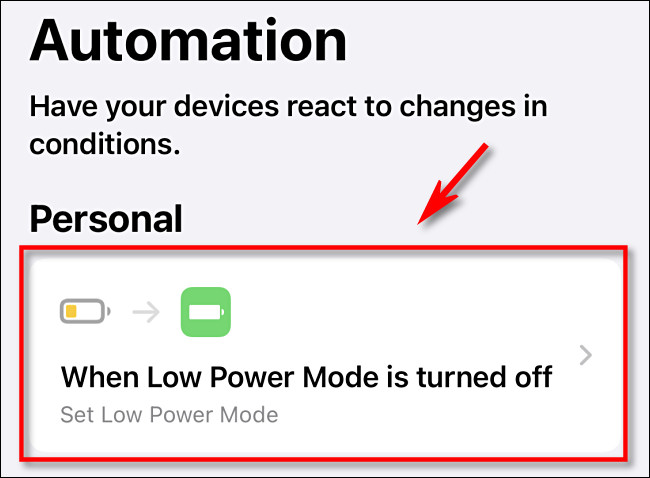 Automation
Have your devices react to changes in
conditions.
Personal
When Low Power Mode is turned off
Set Low Power Mode